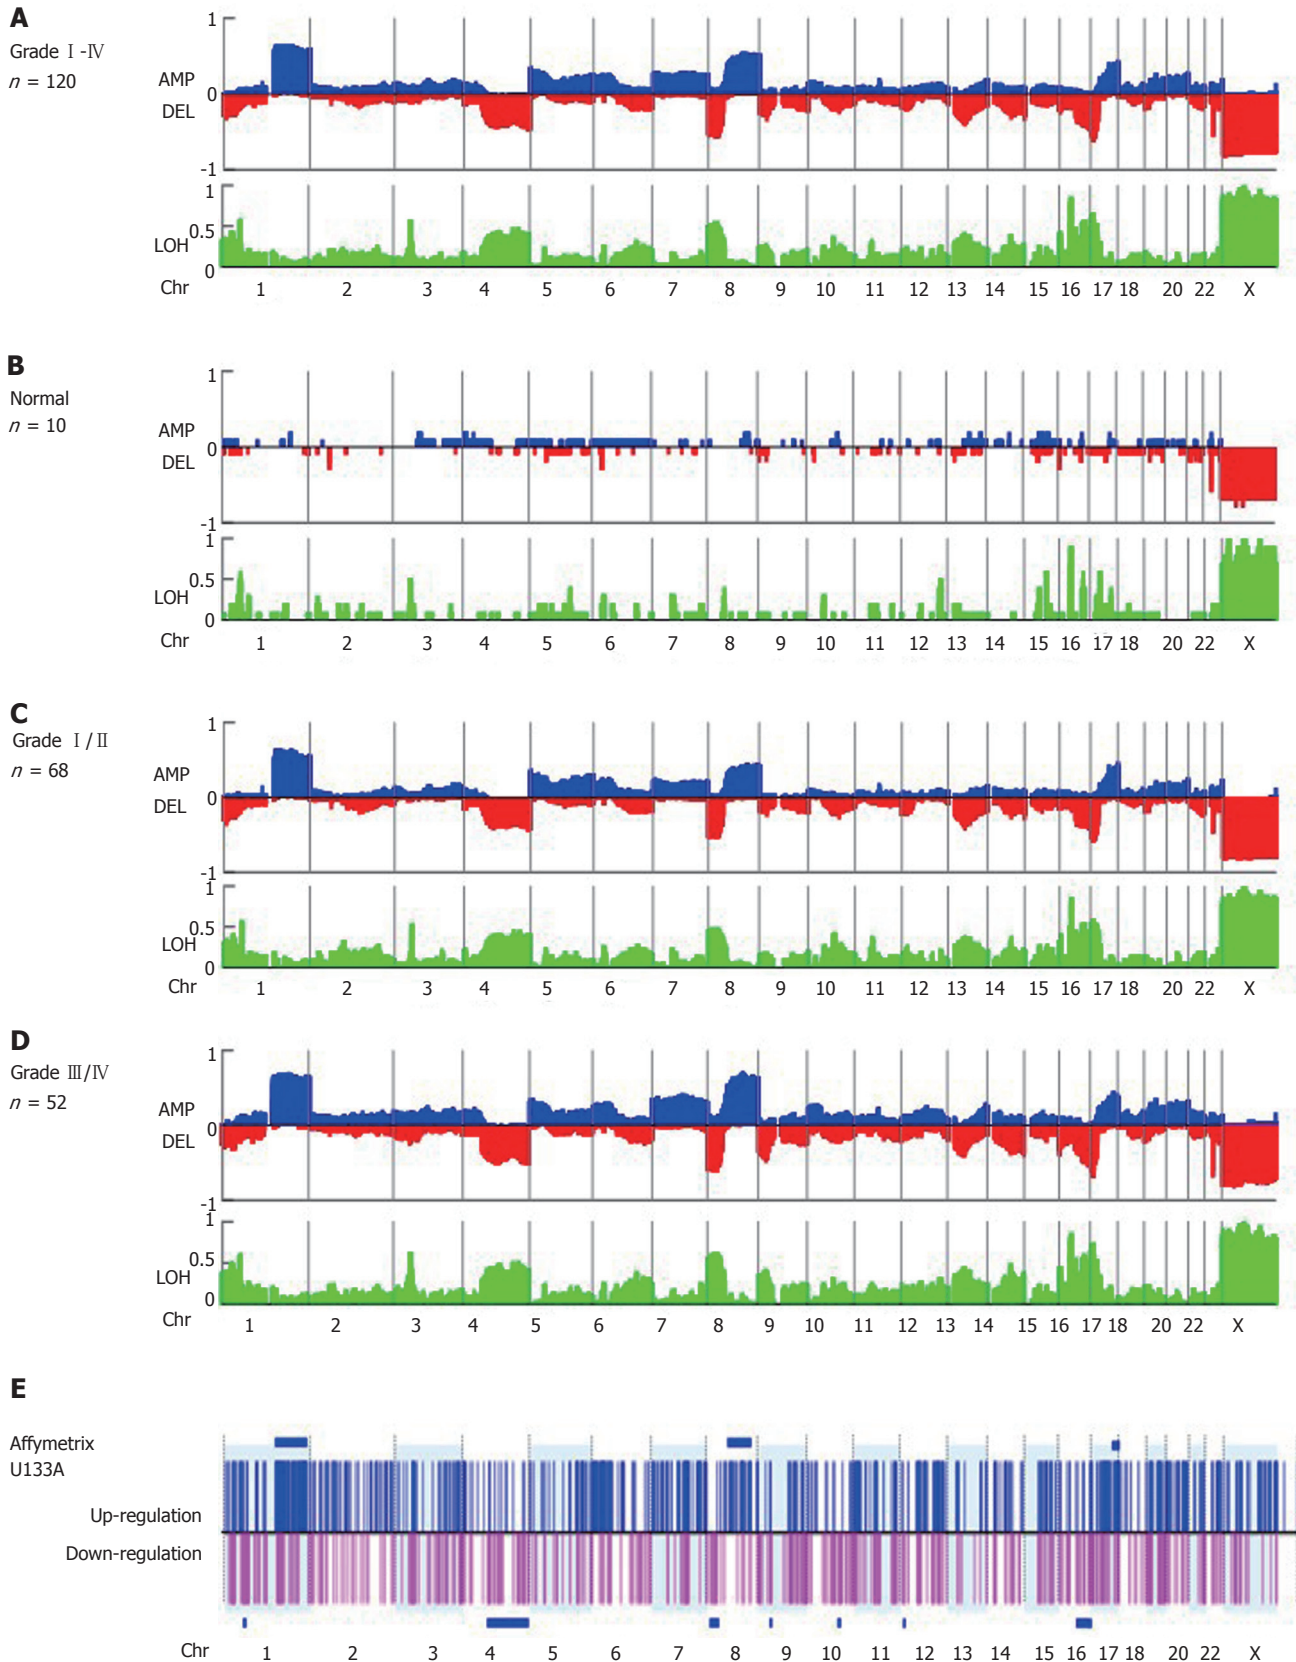 A
Grade Ⅰ-Ⅳ
n = 120
1
AMP
0
DEL
-1
1
0.5
LOH
0
Chr 1 2 3 4 5 6 7 8 9 10 11 12 13 14 15 16 17 18 20 22 X
B
Normal
n = 10
1
AMP
0
DEL
-1
1
0.5
LOH
0
Chr 1 2 3 4 5 6 7 8 9 10 11 12 13 14 15 16 17 18 20 22 X
C
Grade Ⅰ/Ⅱ
n = 68
1
AMP
0
DEL
-1
1
0.5
LOH
0
Chr 1 2 3 4 5 6 7 8 9 10 11 12 13 14 15 16 17 18 20 22 X
D
Grade Ⅲ/Ⅳ
n = 52
1
AMP
0
DEL
-1
1
0.5
LOH
0
Chr 1 2 3 4 5 6 7 8 9 10 11 12 13 14 15 16 17 18 20 22 X
E
Affymetrix
U133A
Up-regulation
Down-regulation
Chr 1 2 3 4 5 6 7 8 9 10 11 12 13 14 15 16 17 18 20 22 X